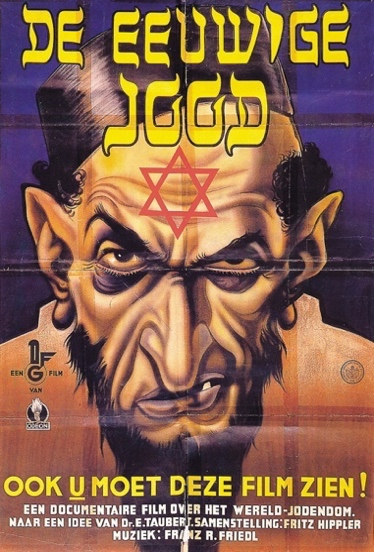 DE EEUWIGE
JOOD
EEN DFG FILM
VAN
ODEON
OOK U MOET DEZE FILM ZIEN!
EEN DOCUMENTAIRE FILM OVER HET WERELD-JODENDOM.
NAAR EEN IDEE VAN Dr. E. TAUBERT. SAMENSTELLING: FRITZ HIPPLER
MUZIEK: FRANZ R. FRIEDL